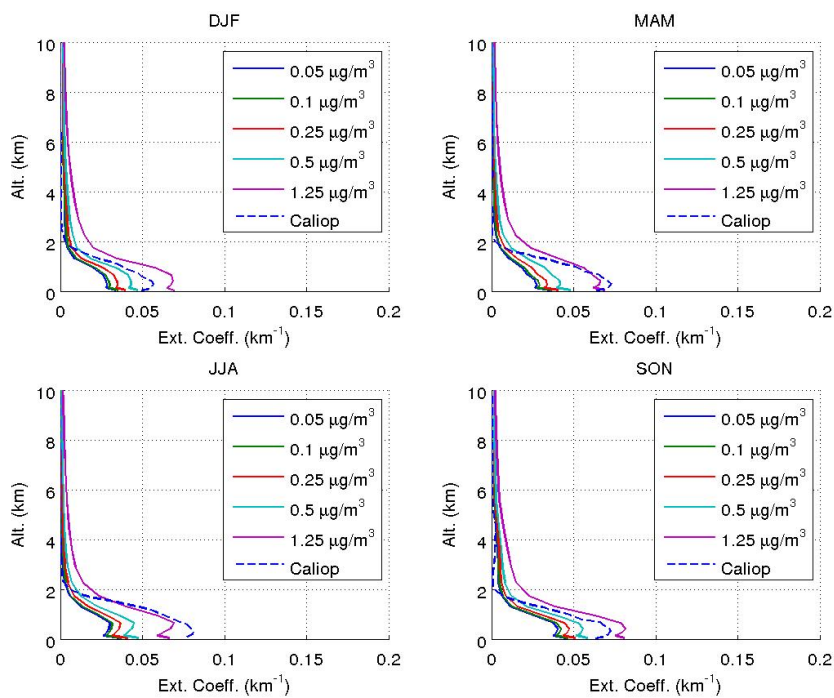 DJF
10
8
6
4
2
0
Alt. (km)
0.05 μg/m³
0.1 μg/m³
0.25 μg/m³
0.5 μg/m³
1.25 μg/m³
Caliop
0 0.05 0.1 0.15 0.2
Ext. Coeff. (km⁻¹)
MAM
10
8
6
4
2
0
Alt. (km)
0.05 μg/m³
0.1 μg/m³
0.25 μg/m³
0.5 μg/m³
1.25 μg/m³
Caliop
0 0.05 0.1 0.15 0.2
Ext. Coeff. (km⁻¹)
JJA
10
8
6
4
2
0
Alt. (km)
0.05 μg/m³
0.1 μg/m³
0.25 μg/m³
0.5 μg/m³
1.25 μg/m³
Caliop
0 0.05 0.1 0.15 0.2
Ext. Coeff. (km⁻¹)
SON
10
8
6
4
2
0
Alt. (km)
0.05 μg/m³
0.1 μg/m³
0.25 μg/m³
0.5 μg/m³
1.25 μg/m³
Caliop
0 0.05 0.1 0.15 0.2
Ext. Coeff. (km⁻¹)